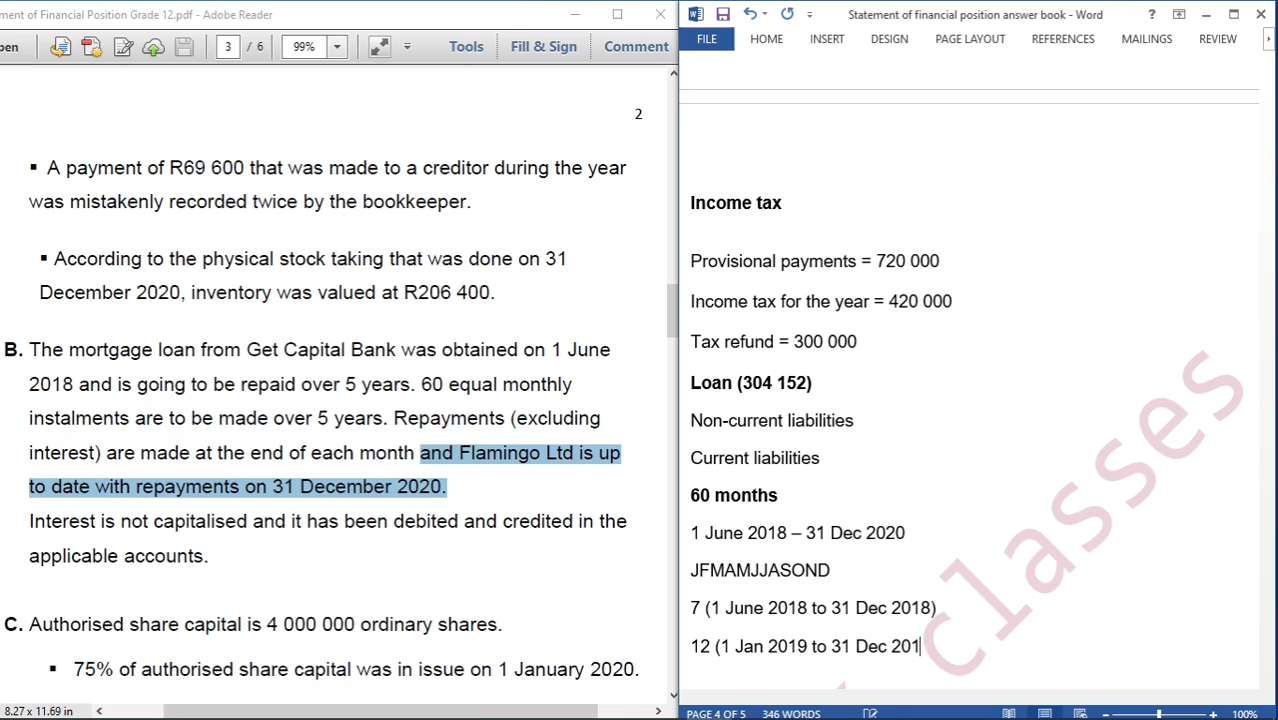 ement of Financial Position Grade 12.pdf - Adobe Reader
Statement of financial position answer book - Word
pen
3 / 6
99%
Tools
Fill & Sign
Comment
FILE HOME INSERT DESIGN PAGE LAYOUT REFERENCES MAILINGS REVIEW
2
▪ A payment of R69 600 that was made to a creditor during the year
was mistakenly recorded twice by the bookkeeper.
▪ According to the physical stock taking that was done on 31
December 2020, inventory was valued at R206 400.
B. The mortgage loan from Get Capital Bank was obtained on 1 June
2018 and is going to be repaid over 5 years. 60 equal monthly
instalments are to be made over 5 years. Repayments (excluding
interest) are made at the end of each month and Flamingo Ltd is up
to date with repayments on 31 December 2020.
Interest is not capitalised and it has been debited and credited in the
applicable accounts.
C. Authorised share capital is 4 000 000 ordinary shares.
▪ 75% of authorised share capital was in issue on 1 January 2020.
8.27 x 11.69 in
Income tax
Provisional payments = 720 000
Income tax for the year = 420 000
Tax refund = 300 000
Loan (304 152)
Non-current liabilities
Current liabilities
60 months
1 June 2018 – 31 Dec 2020
JFMAMJJASOND
7 (1 June 2018 to 31 Dec 2018)
12 (1 Jan 2019 to 31 Dec 201
classes
PAGE 4 OF 5 346 WORDS
100%